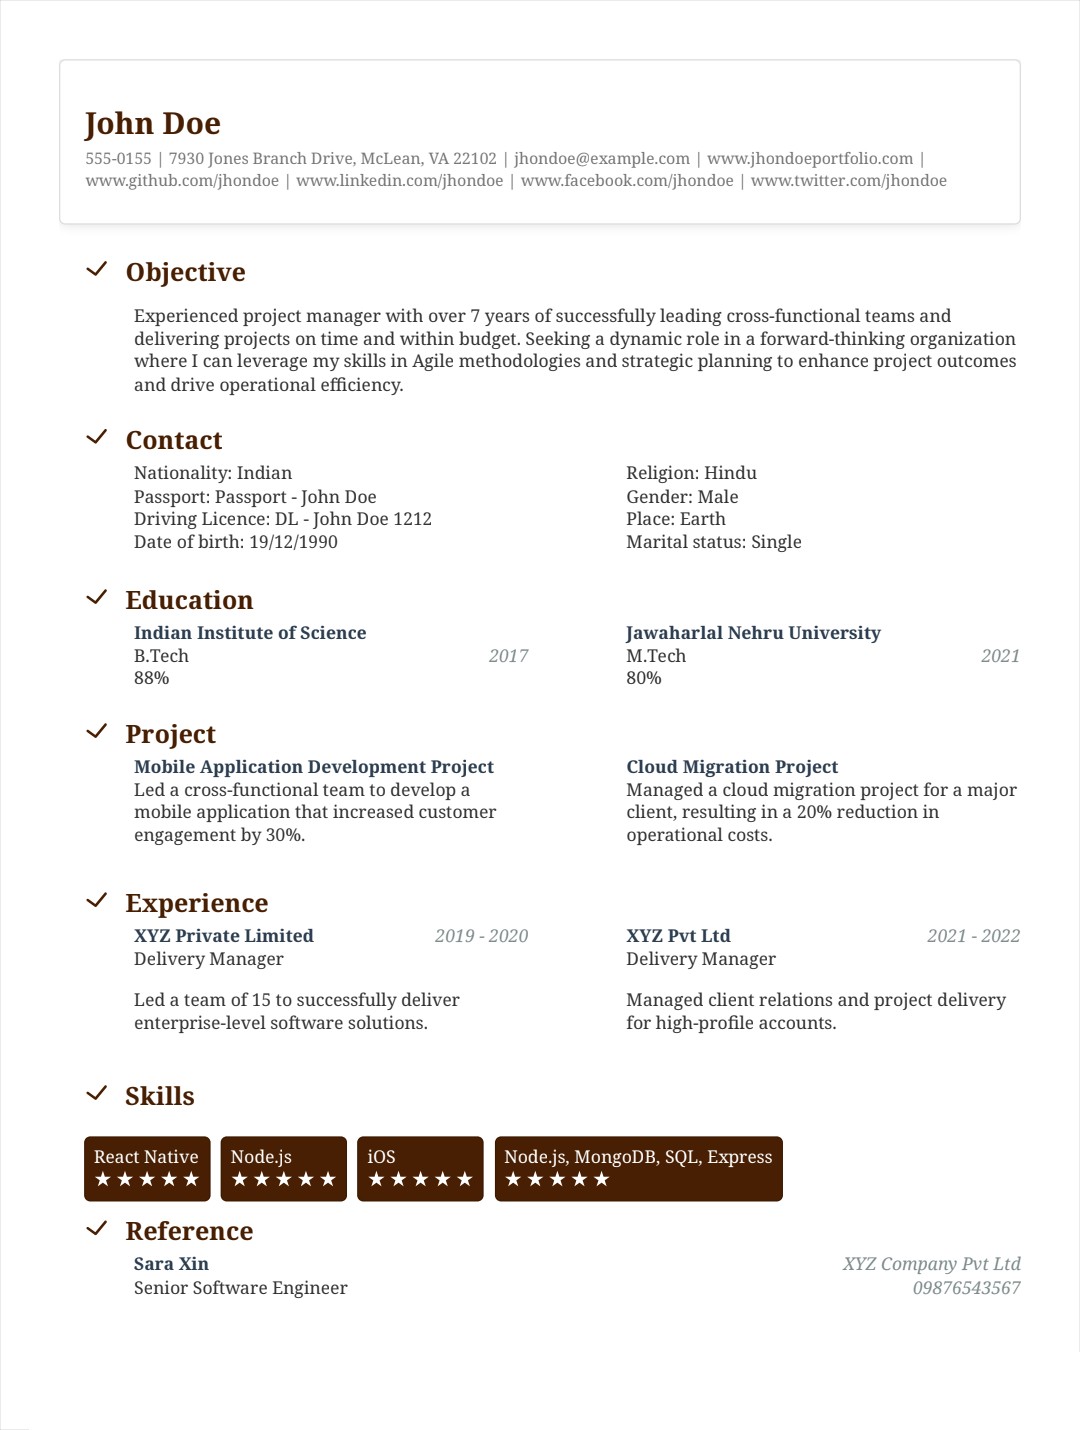 John Doe
555-0155 | 7930 Jones Branch Drive, McLean, VA 22102 | jhondoe@example.com | www.jhondoeportfolio.com |
www.github.com/jhondoe | www.linkedin.com/jhondoe | www.facebook.com/jhondoe | www.twitter.com/jhondoe
Objective
Experienced project manager with over 7 years of successfully leading cross-functional teams and
delivering projects on time and within budget. Seeking a dynamic role in a forward-thinking organization
where I can leverage my skills in Agile methodologies and strategic planning to enhance project outcomes
and drive operational efficiency.
Contact
Nationality: Indian
Passport: Passport - John Doe
Driving Licence: DL - John Doe 1212
Date of birth: 19/12/1990
Religion: Hindu
Gender: Male
Place: Earth
Marital status: Single
Education
Indian Institute of Science
B.Tech 2017
88%
Jawaharlal Nehru University
M.Tech 2021
80%
Project
Mobile Application Development Project
Led a cross-functional team to develop a
mobile application that increased customer
engagement by 30%.
Cloud Migration Project
Managed a cloud migration project for a major
client, resulting in a 20% reduction in
operational costs.
Experience
XYZ Private Limited 2019 - 2020
Delivery Manager
Led a team of 15 to successfully deliver
enterprise-level software solutions.
XYZ Pvt Ltd 2021 - 2022
Delivery Manager
Managed client relations and project delivery
for high-profile accounts.
Skills
React Native
★★★★★
Node.js
★★★★★
iOS
★★★★★
Node.js, MongoDB, SQL, Express
★★★★★
Reference
Sara Xin XYZ Company Pvt Ltd
Senior Software Engineer 09876543567